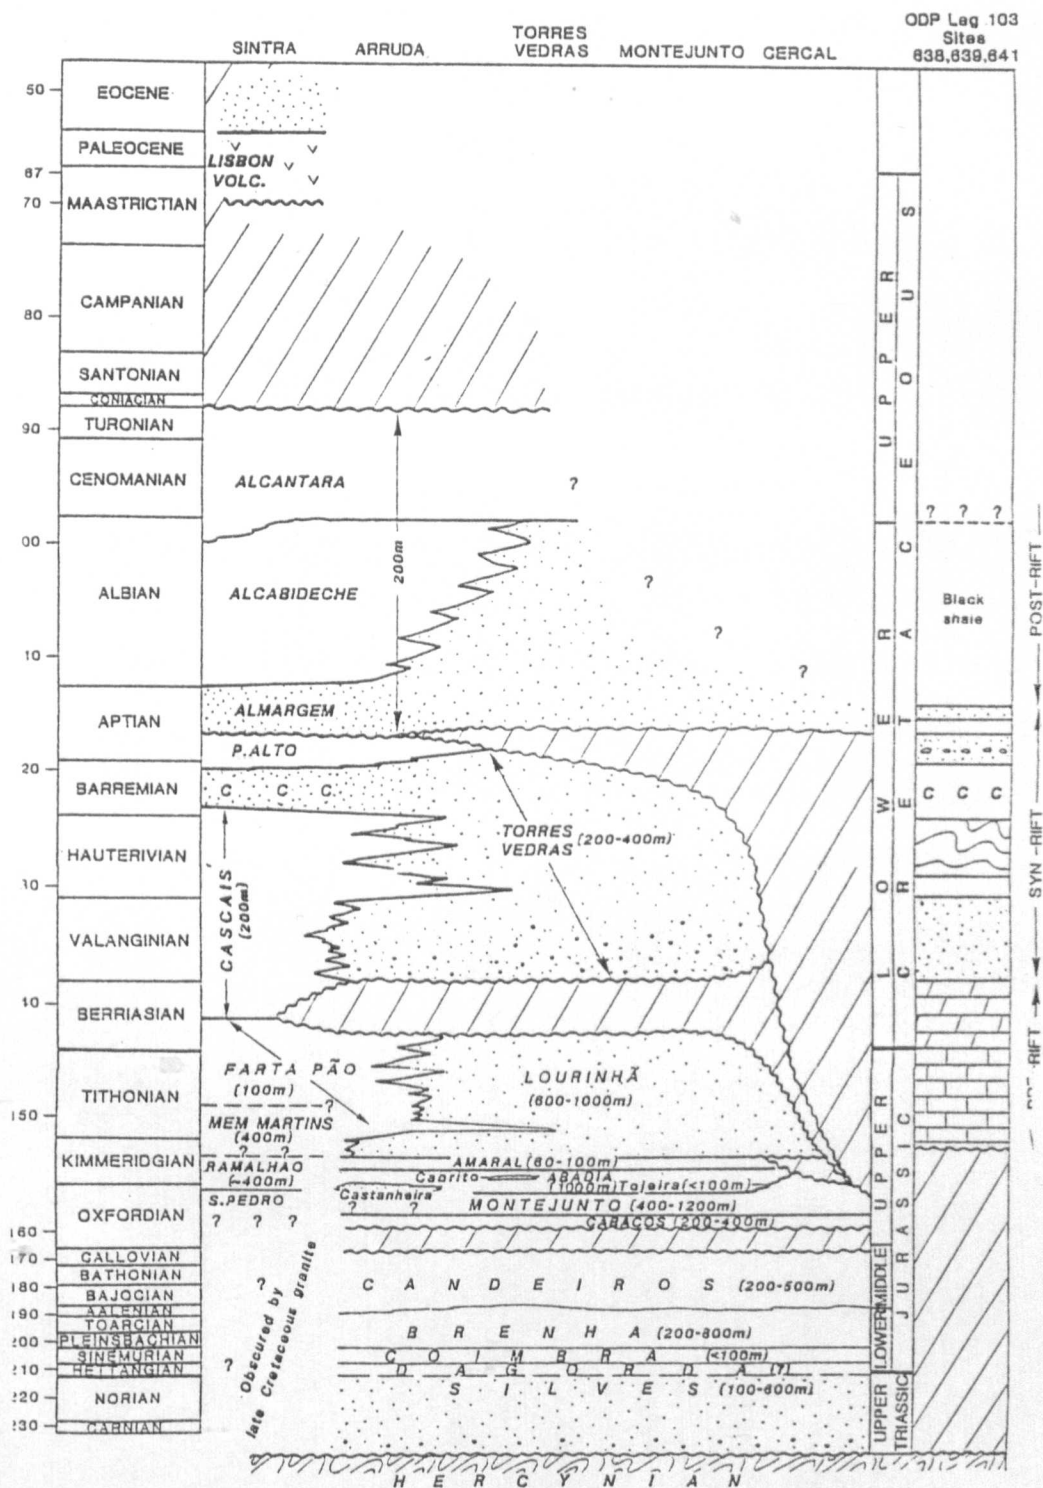 ODP Leg 103
Sites
638,639,641
SINTRA
ARRUDA
TORRES
VEDRAS
MONTEJUNTO
CERCAL
50
EOCENE
PALEOCENE
67
70
MAASTRICTIAN
CAMPANIAN
80
SANTONIAN
CONIACIAN
TURONIAN
90
CENOMANIAN
00
ALBIAN
10
APTIAN
20
BARREMIAN
HAUTERIVIAN
30
VALANGINIAN
10
BERRIASIAN
TITHONIAN
150
KIMMERIDGIAN
OXFORDIAN
160
CALLOVIAN
170
BATHONIAN
180
BAJOCIAN
190
AALENIAN
TOARCIAN
200
PLEINSBACHIAN
SINEMURIAN
210
HETTANGIAN
220
NORIAN
230
CARNIAN
V V
LISBON V
VOLC. V
ALCANTARA
?
200m
ALCABIDECHE
?
?
?
ALMARGEM
P.ALTO
C C C
TORRES (200-400m)
VEDRAS
CASCAIS
(200m)
FARTA PÃO
(100m)
?
LOURINHÃ
(600-1000m)
MEM MARTINS
(400m)
? ? ?
RAMALHAO
(~400m)
S.PEDRO
? ? ?
AMARAL (60-100m)
Cabrito
ABADIA
(1000m) Tojeira (<100m)
Castanheira
? ?
MONTEJUNTO (400-1200m)
CABAÇOS (200-400m)
?
CANDEIROS (200-500m)
BRENHA (200-800m)
COIMBRA (<100m)
DAGORDA (?)
SILVES (100-600m)
?
Obscured by
late Cretaceous granite
HERCYNIAN
UPPER
LOWER
CRETACEOUS
UPPER
MIDDLE
LOWER
JURASSIC
UPPER
TRIASSIC
? ? ?
Black
shale
C C C
POST-RIFT
SYN-RIFT
-RIFT